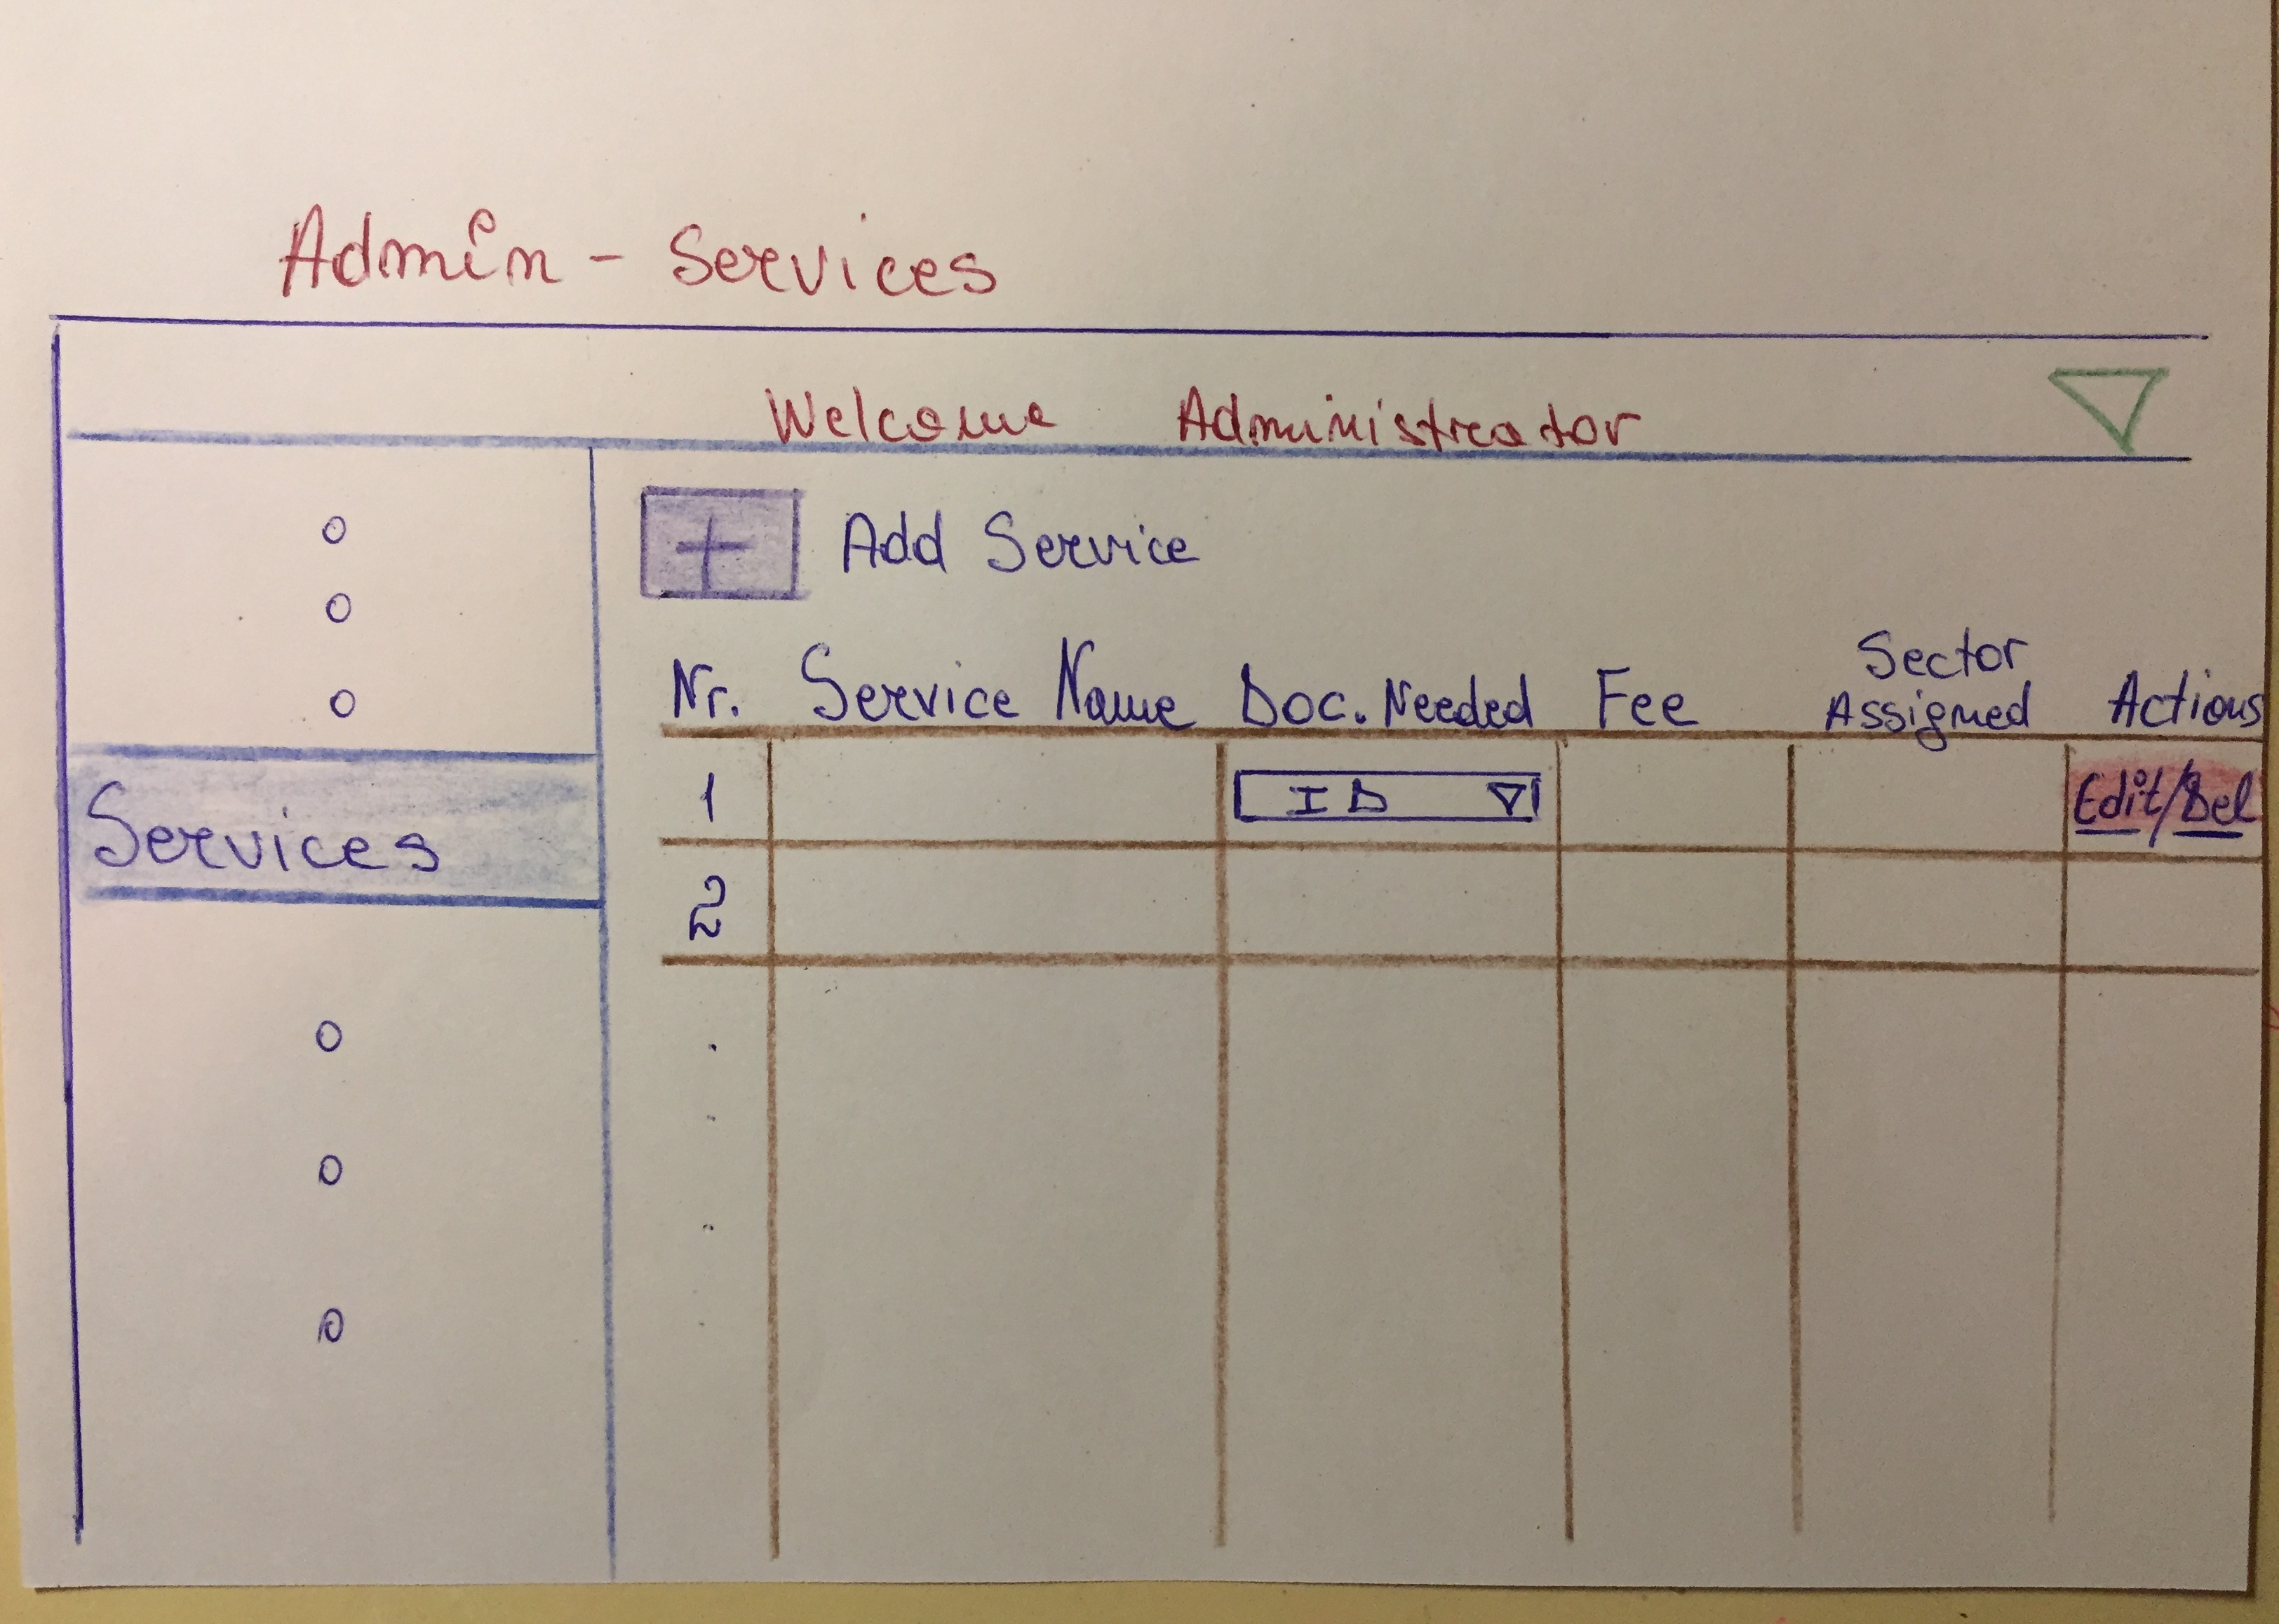 Admin - Services
Welcome Administrator
+ Add Service
Nr. Service Name Doc. Needed Fee Sector Assigned Actions
1 ID Edit/Del
Services
2